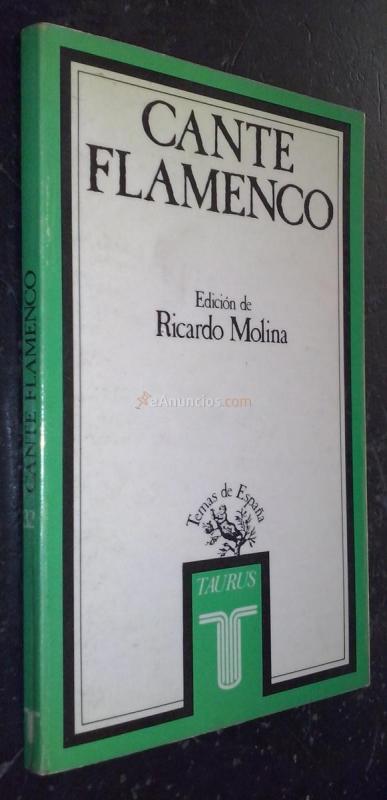 CANTE
FLAMENCO
Edición de
Ricardo Molina
eAnuncios.com
Temas de España
TAURUS
CANTE FLAMENCO